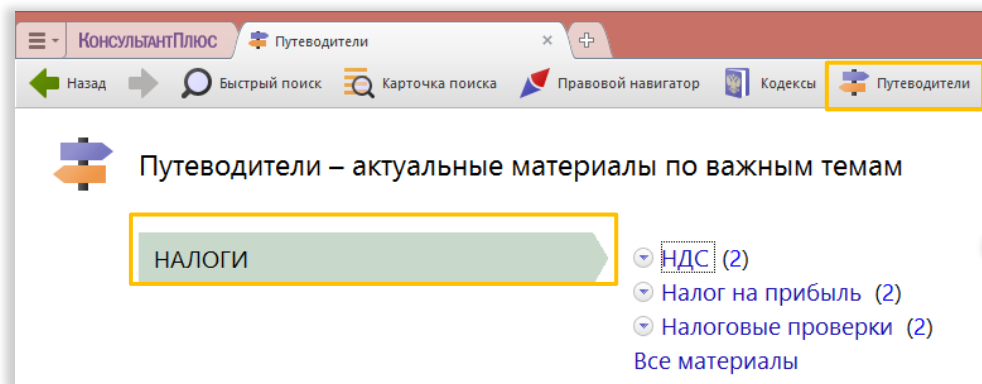 КонсультантПлюс Путеводители
Назад Быстрый поиск Карточка поиска Правовой навигатор Кодексы Путеводители
Путеводители – актуальные материалы по важным темам
НАЛОГИ
НДС (2)
Налог на прибыль (2)
Налоговые проверки (2)
Все материалы